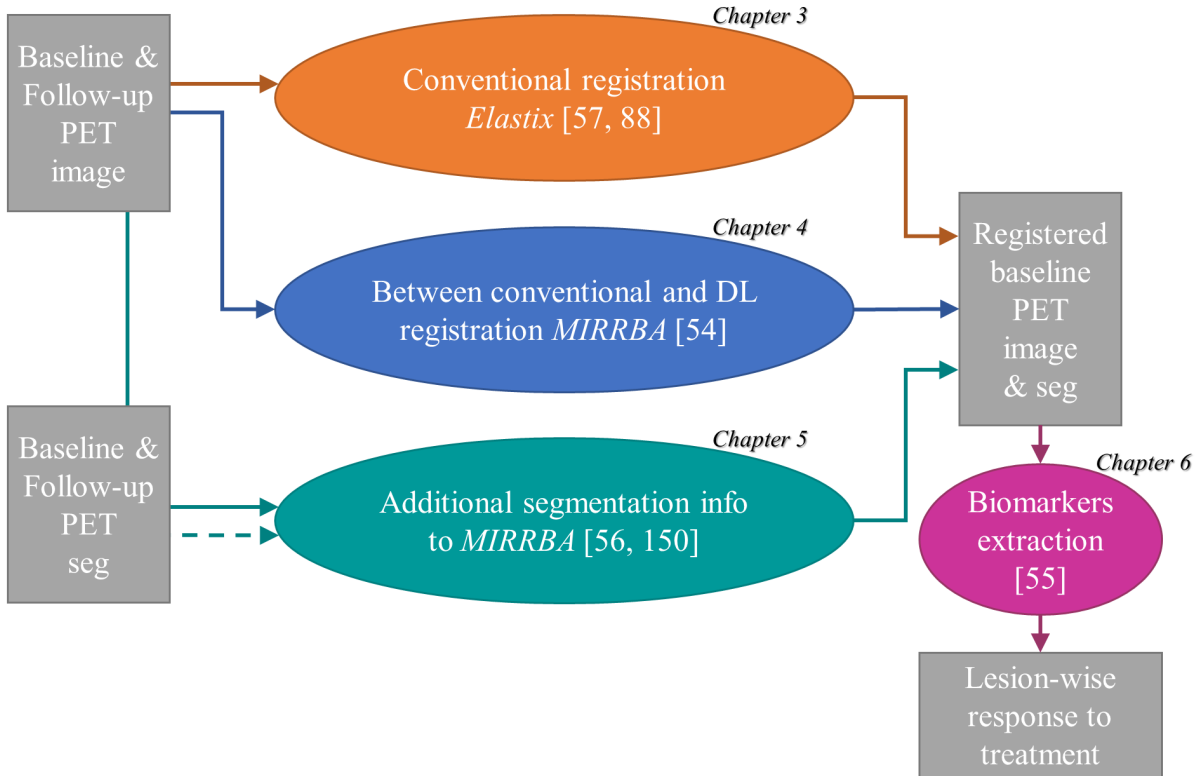 Chapter 3
Baseline &
Follow-up
PET
image
Conventional registration
Elastix [57, 88]
Chapter 4
Between conventional and DL
registration MIRRBA [54]
Registered
baseline
PET
image
& seg
Baseline &
Follow-up
PET
seg
Chapter 5
Additional segmentation info
to MIRRBA [56, 150]
Chapter 6
Biomarkers
extraction
[55]
Lesion-wise
response to
treatment